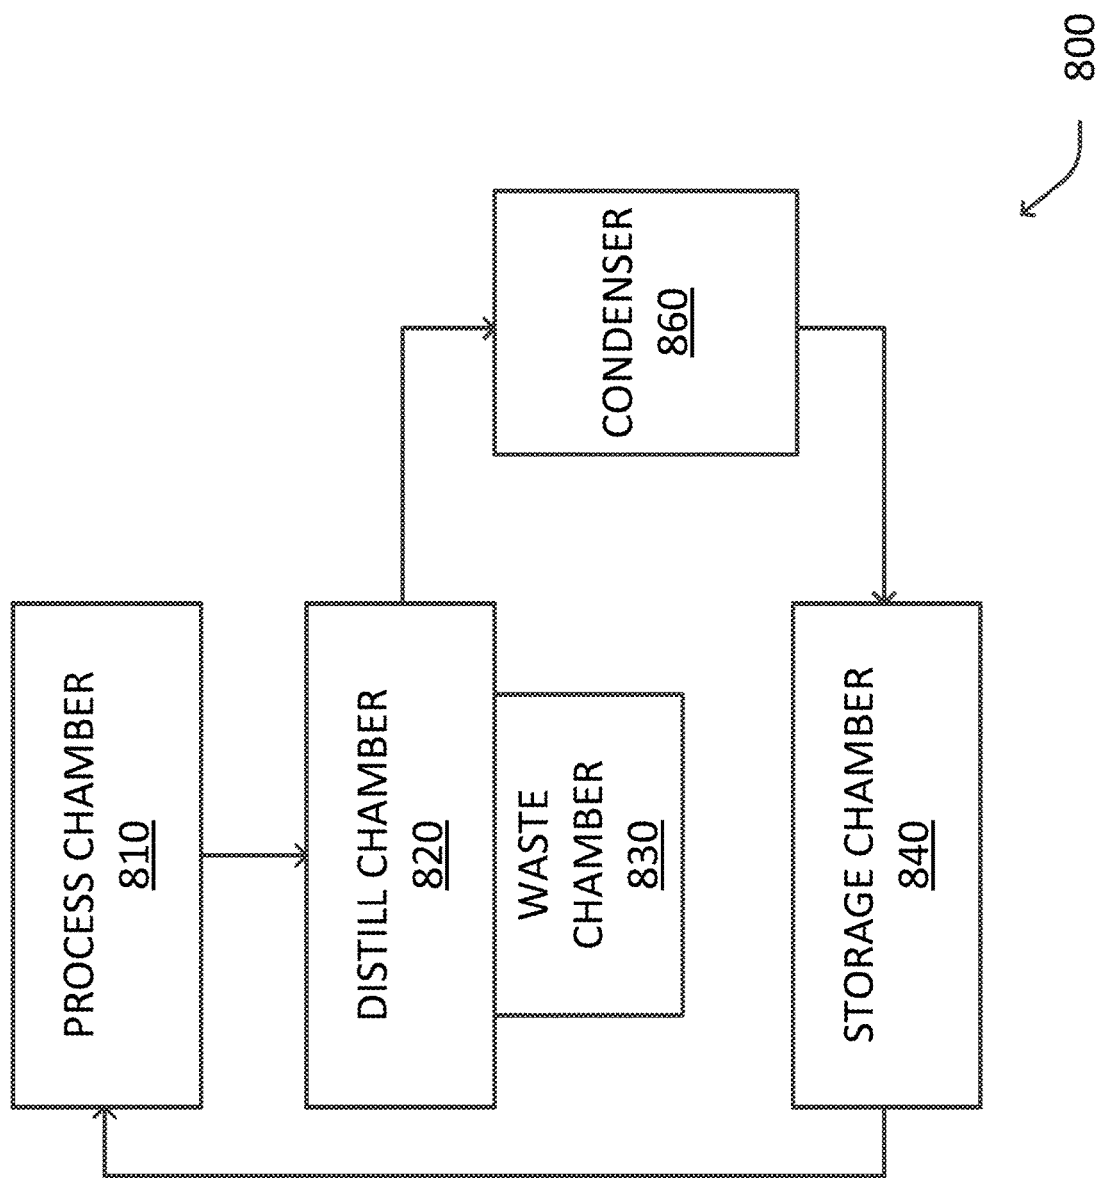 PROCESS CHAMBER
810
DISTILL CHAMBER
820
WASTE
CHAMBER
830
STORAGE CHAMBER
840
CONDENSER
860
800